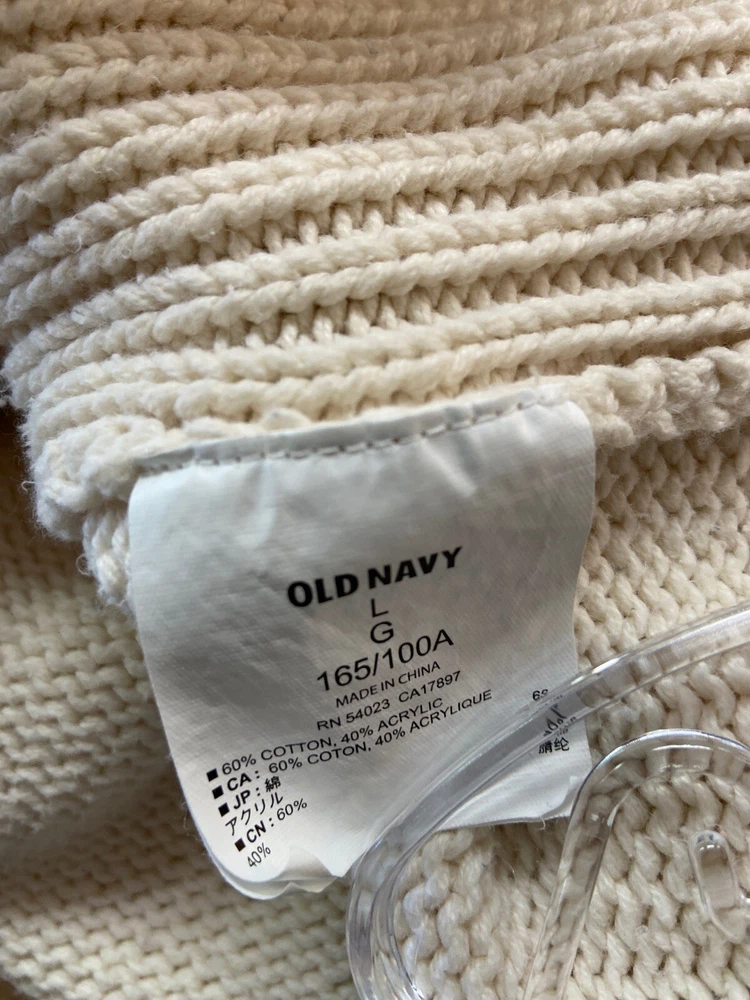 OLD NAVY
L
G
165/100A
MADE IN CHINA
RN 54023 CA17897
■60% COTTON, 40% ACRYLIC
■CA : 60% COTON, 40% ACRYLIQUE
■JP : 綿
アクリル
■CN : 60%
40%